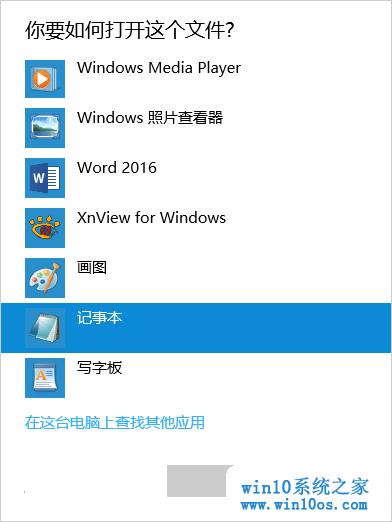 你要如何打开这个文件?
Windows Media Player
Windows 照片查看器
Word 2016
XnView for Windows
画图
记事本
写字板
在这台电脑上查找其他应用
win10系统之家
www.win10os.com